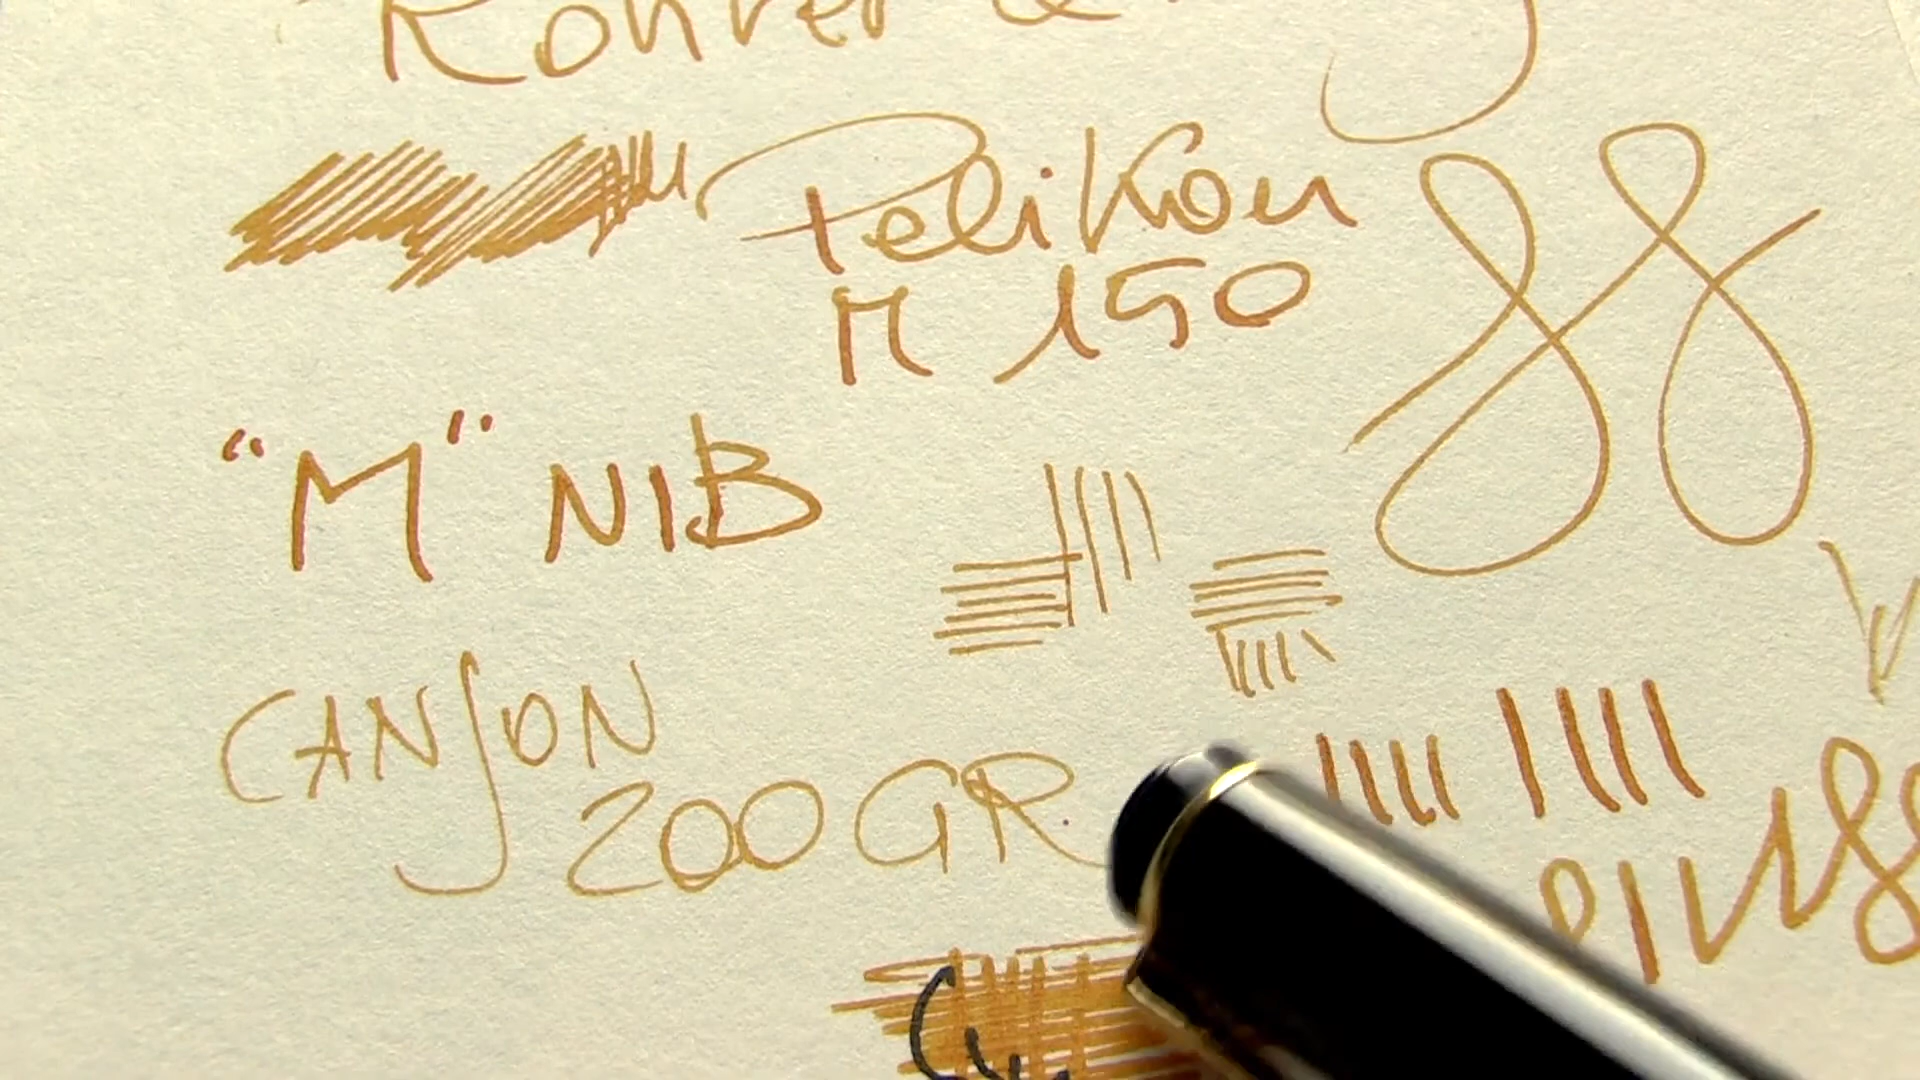 Pelikan
M 150
"M" NIB
CANSON
200 GR